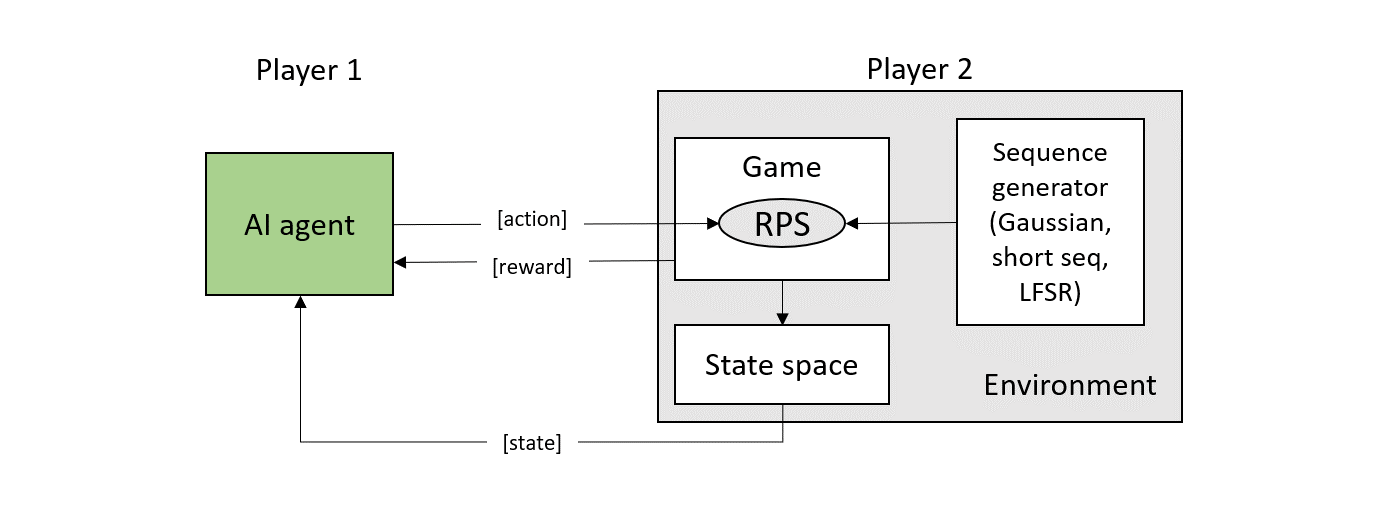 Player 1
Player 2
AI agent
[action]
[reward]
Game
RPS
Sequence
generator
(Gaussian,
short seq,
LFSR)
State space
Environment
[state]